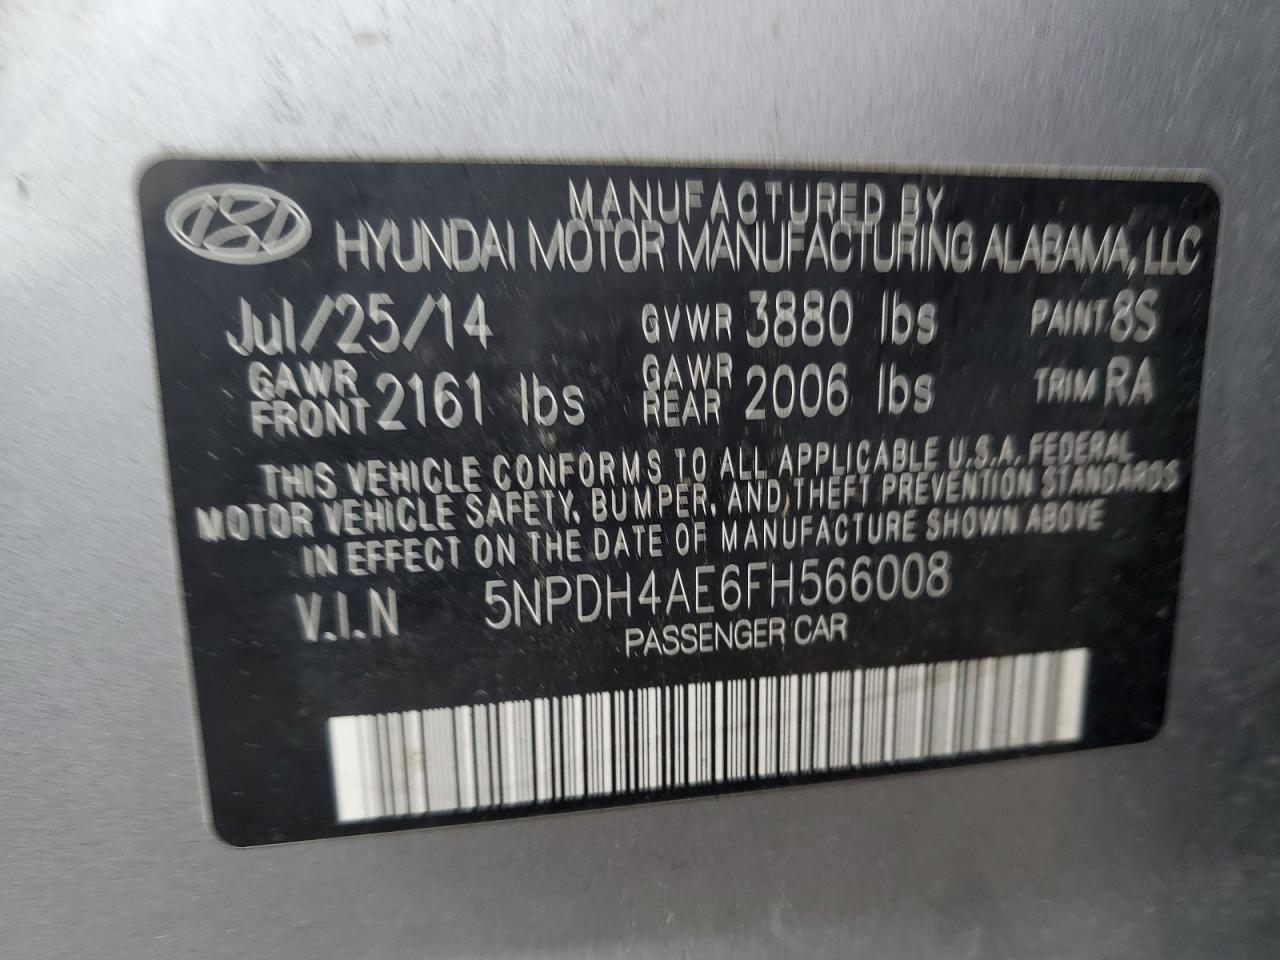 MANUFACTURED BY
HYUNDAI MOTOR MANUFACTURING ALABAMA, LLC
Jul/25/14 GVWR 3880 lbs PAINT 8S
GAWR FRONT 2161 lbs GAWR REAR 2006 lbs TRIM RA
THIS VEHICLE CONFORMS TO ALL APPLICABLE U.S.A. FEDERAL
MOTOR VEHICLE SAFETY, BUMPER, AND THEFT PREVENTION STANDARDS
IN EFFECT ON THE DATE OF MANUFACTURE SHOWN ABOVE
V.I.N 5NPDH4AE6FH566008
PASSENGER CAR